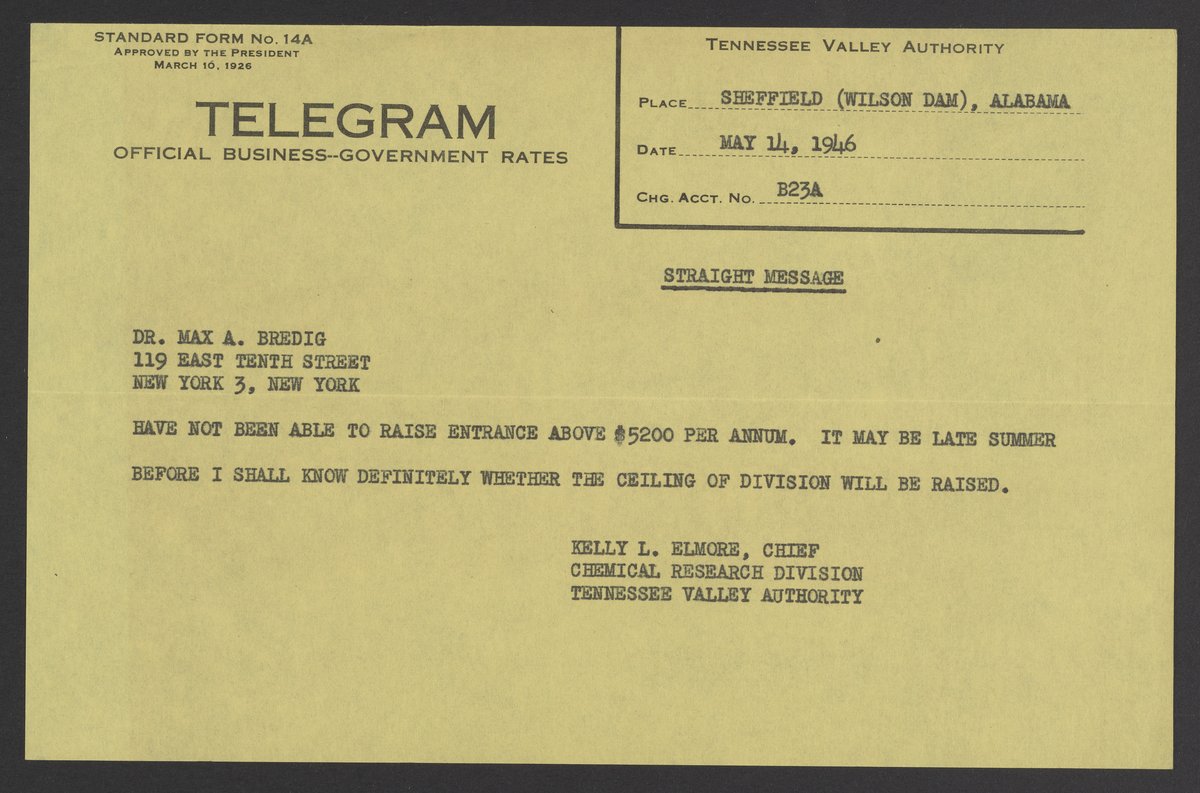 STANDARD FORM NO. 14A
APPROVED BY THE PRESIDENT
MARCH 10, 1926
TELEGRAM
OFFICIAL BUSINESS--GOVERNMENT RATES
TENNESSEE VALLEY AUTHORITY
PLACE SHEFFIELD (WILSON DAM), ALABAMA
DATE MAY 14, 1946
CHG. ACCT. NO. B23A
STRAIGHT MESSAGE
DR. MAX A. BREDIG
119 EAST TENTH STREET
NEW YORK 3, NEW YORK
HAVE NOT BEEN ABLE TO RAISE ENTRANCE ABOVE $5200 PER ANNUM. IT MAY BE LATE SUMMER
BEFORE I SHALL KNOW DEFINITELY WHETHER THE CEILING OF DIVISION WILL BE RAISED.
KELLY L. ELMORE, CHIEF
CHEMICAL RESEARCH DIVISION
TENNESSEE VALLEY AUTHORITY